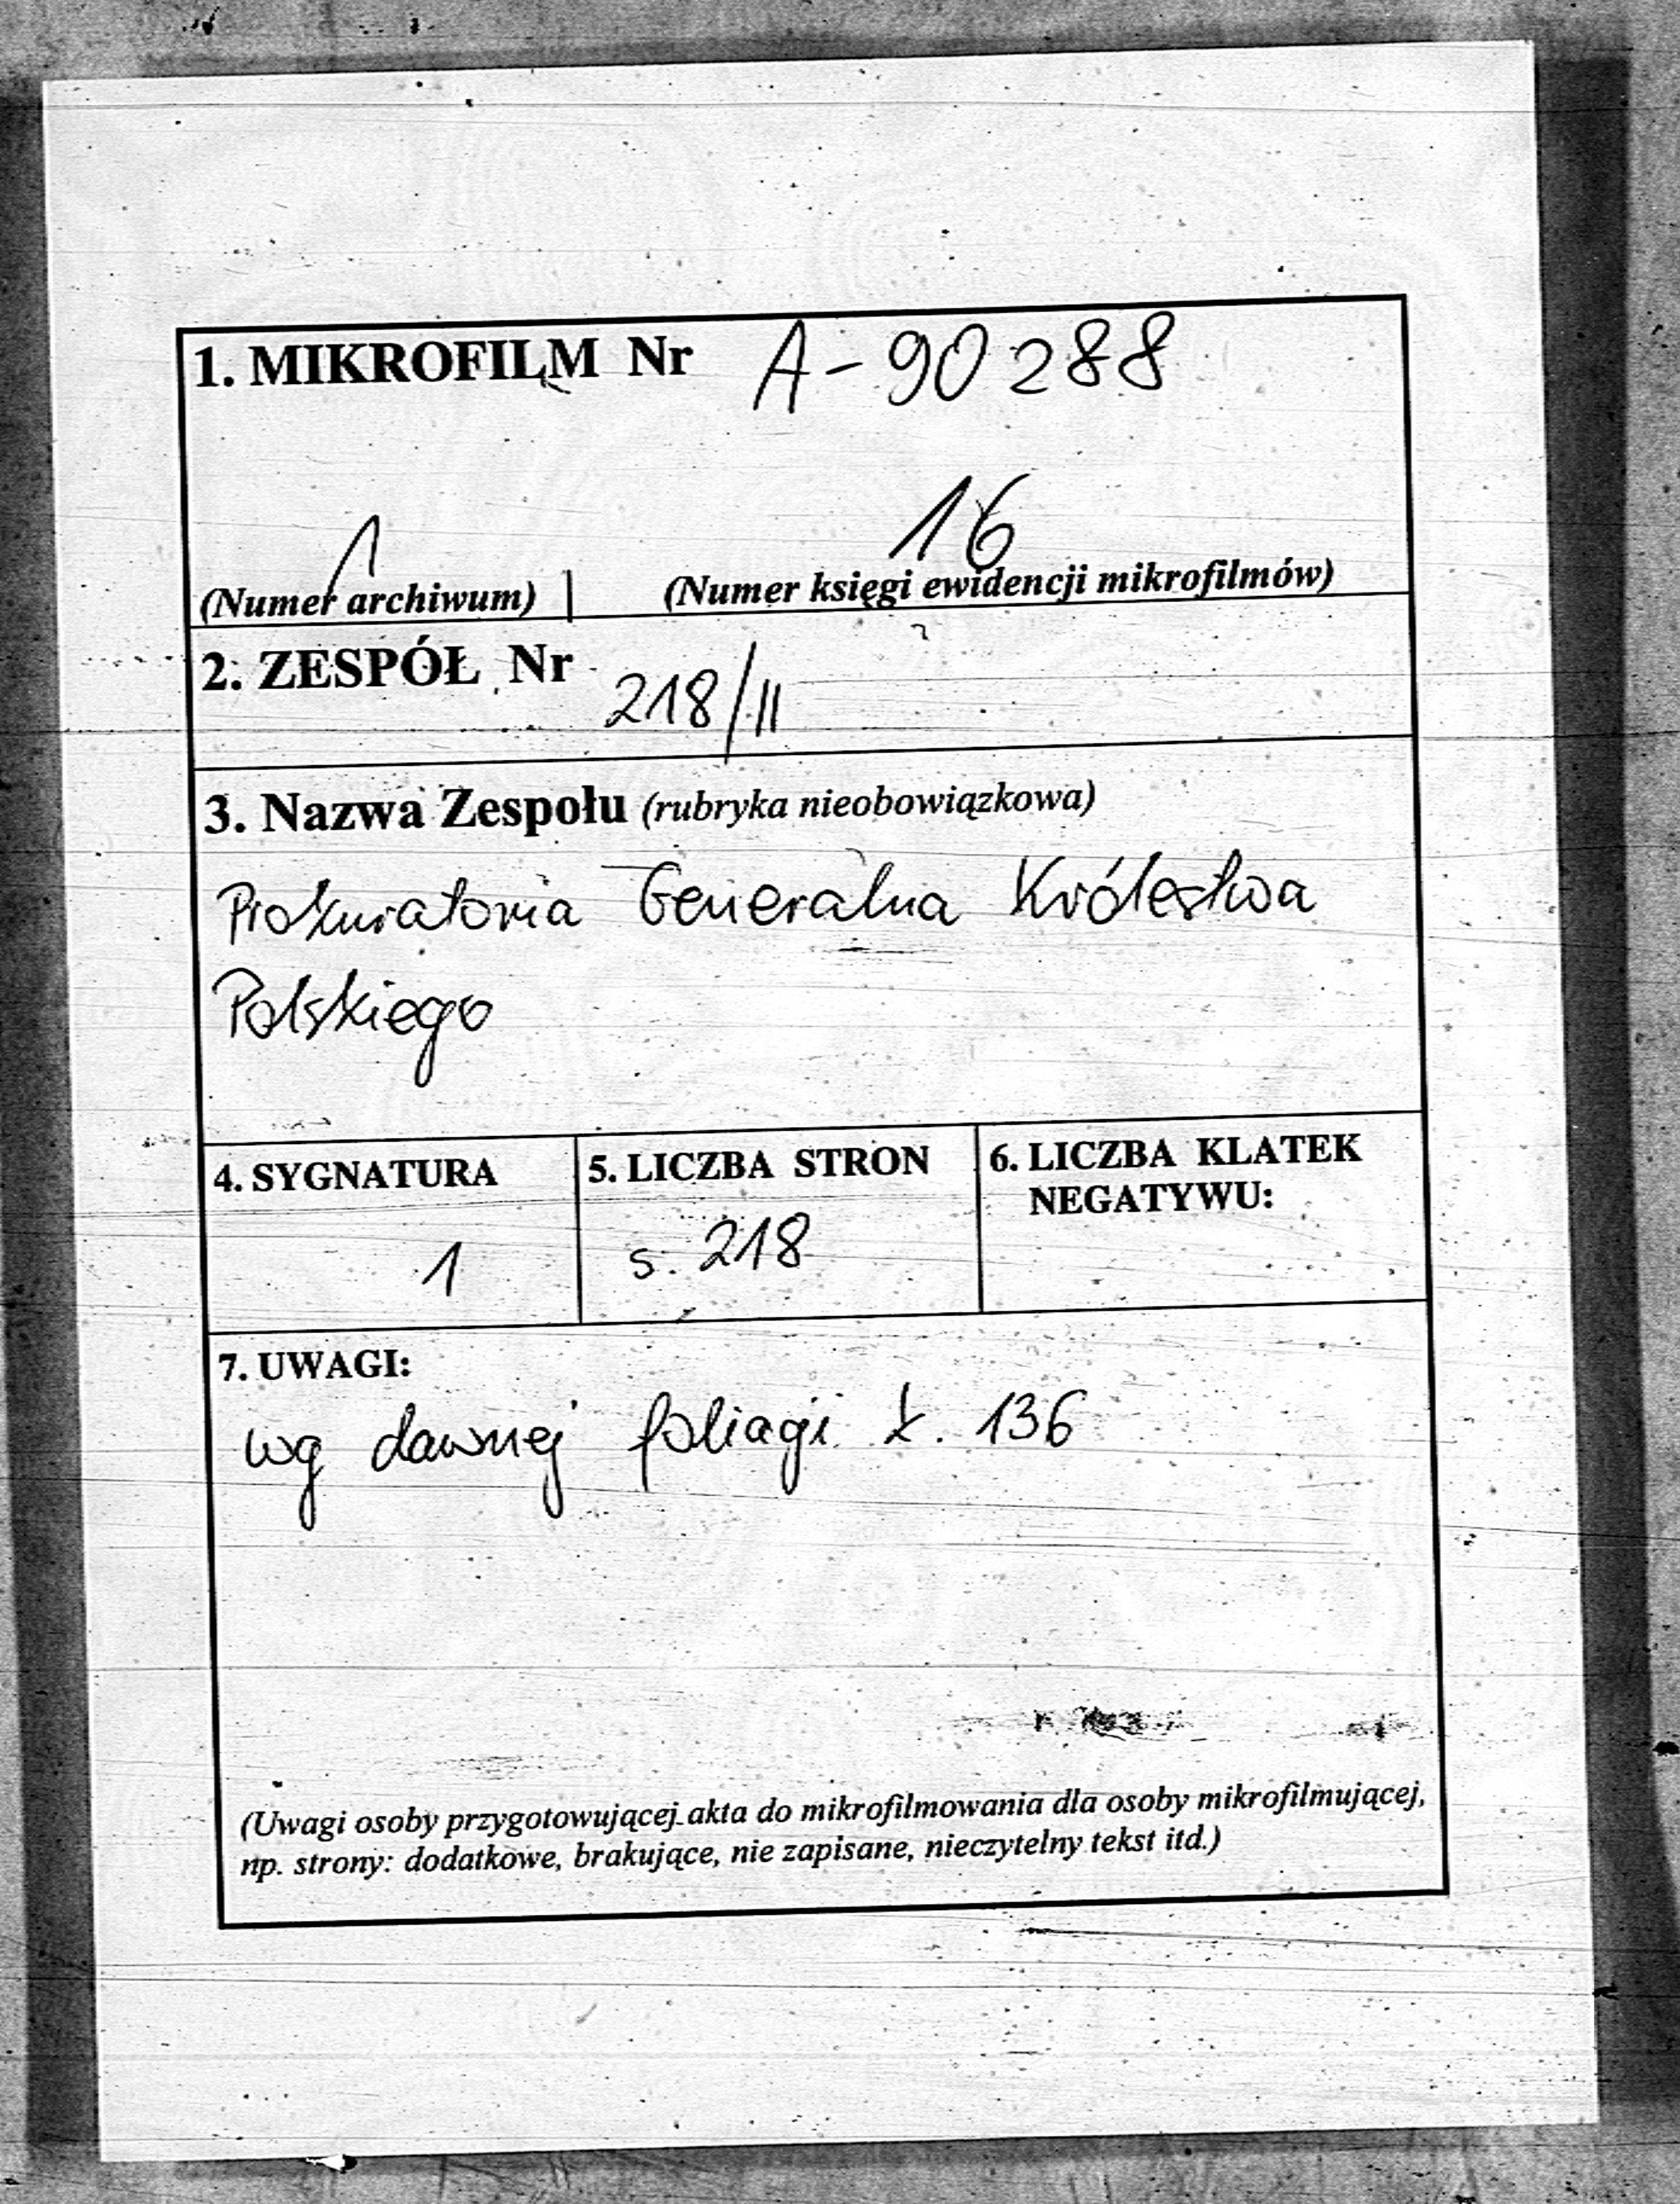 1. MIKROFILM Nr A-90288
1 16
(Numer archiwum) | (Numer księgi ewidencji mikrofilmów)
2. ZESPÓŁ Nr 218/II
3. Nazwa Zespołu (rubryka nieobowiązkowa)
Prokuratoria Generalna Królestwa
Polskiego
4. SYGNATURA 5. LICZBA STRON 6. LICZBA KLATEK
NEGATYWU:
1 s. 218
7. UWAGI:
wg dawnej foliagi k. 136
(Uwagi osoby przygotowującej akta do mikrofilmowania dla osoby mikrofilmującej,
np. strony: dodatkowe, brakujące, nie zapisane, nieczytelny tekst itd.)